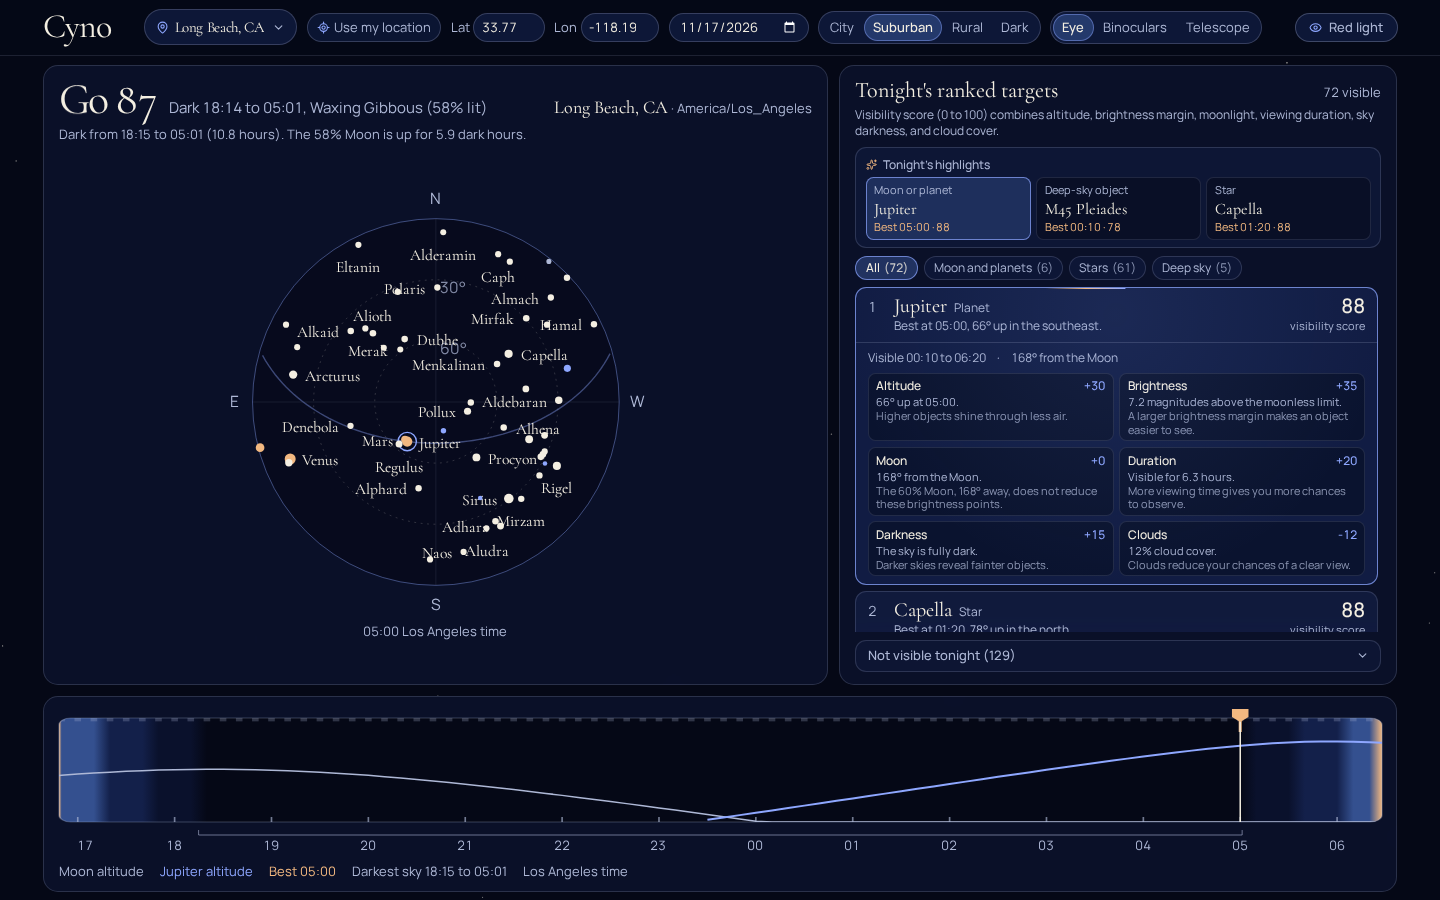 Cyno
Long Beach, CA
Use my location
Lat 33.77
Lon -118.19
11/17/2026
City Suburban Rural Dark
Eye Binoculars Telescope
Red light
Go 87 Dark 18:14 to 05:01, Waxing Gibbous (58% lit)
Long Beach, CA · America/Los_Angeles
Dark from 18:15 to 05:01 (10.8 hours). The 58% Moon is up for 5.9 dark hours.
N
Alderamin
Eltanin
Caph
Polaris
30°
Almach
Alioth
Mirfak
Hamal
Alkaid
Dubhe
Merak
60°
Capella
Menkalinan
Arcturus
E
Aldebaran
W
Pollux
Denebola
Alhena
Mars
Jupiter
Venus
Procyon
Regulus
Alphard
Rigel
Sirius
Adhara
Mirzam
Naos
Aludra
S
05:00 Los Angeles time
Tonight's ranked targets
72 visible
Visibility score (0 to 100) combines altitude, brightness margin, moonlight, viewing duration, sky
darkness, and cloud cover.
Tonight's highlights
Moon or planet
Jupiter
Best 05:00 · 88
Deep-sky object
M45 Pleiades
Best 00:10 · 78
Star
Capella
Best 01:20 · 88
All (72)
Moon and planets (6)
Stars (61)
Deep sky (5)
1 Jupiter Planet 88
Best at 05:00, 66° up in the southeast. visibility score
Visible 00:10 to 06:20 · 168° from the Moon
Altitude +30
66° up at 05:00.
Higher objects shine through less air.
Brightness +35
7.2 magnitudes above the moonless limit.
A larger brightness margin makes an object
easier to see.
Moon +0
168° from the Moon.
The 60% Moon, 168° away, does not reduce
these brightness points.
Duration +20
Visible for 6.3 hours.
More viewing time gives you more chances
to observe.
Darkness +15
The sky is fully dark.
Darker skies reveal fainter objects.
Clouds -12
12% cloud cover.
Clouds reduce your chances of a clear view.
2 Capella Star 88
Best at 01:20, 78° up in the north. visibility score
Not visible tonight (129)
17 18 19 20 21 22 23 00 01 02 03 04 05 06
Moon altitude Jupiter altitude Best 05:00 Darkest sky 18:15 to 05:01 Los Angeles time